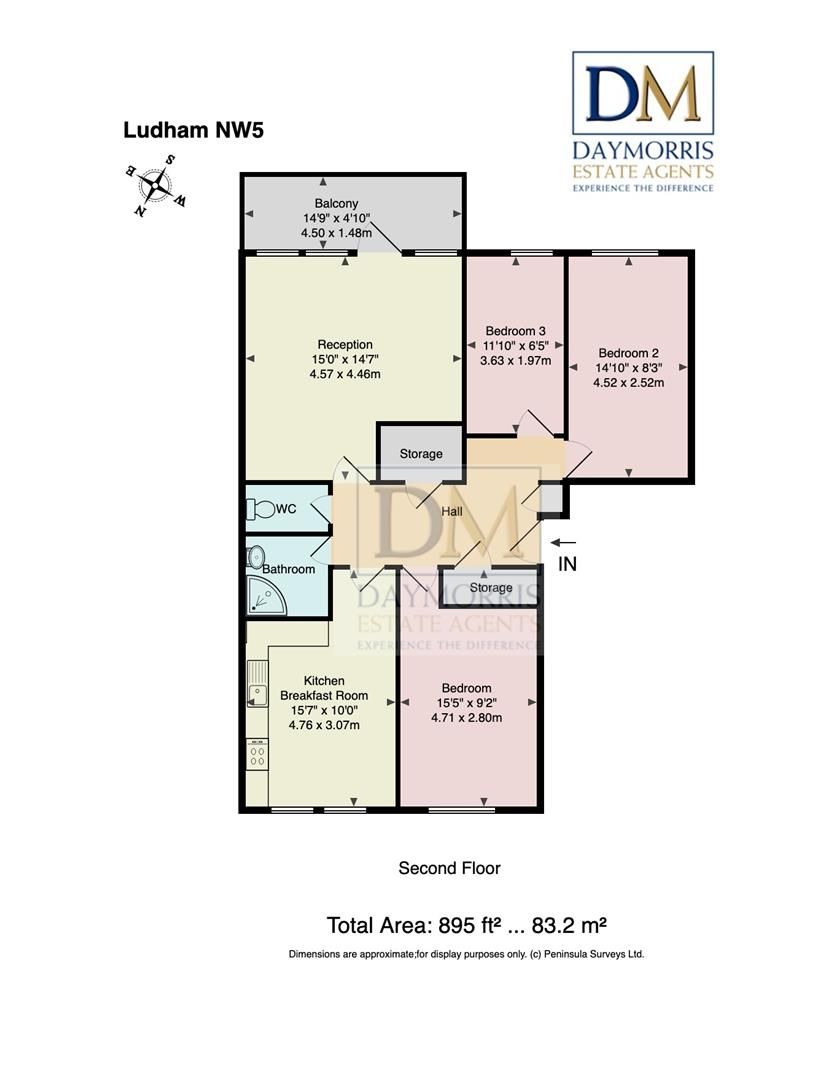 DM
DAYMORRIS
ESTATE AGENTS
EXPERIENCE THE DIFFERENCE
Ludham NW5
S
E
W
N
Balcony
14'9" x 4'10"
4.50 x 1.48m
Reception
15'0" x 14'7"
4.57 x 4.46m
Bedroom 3
11'10" x 6'5"
3.63 x 1.97m
Bedroom 2
14'10" x 8'3"
4.52 x 2.52m
Storage
WC
Hall
DM
IN
Bathroom
Storage
DAYMORRIS
ESTATE AGENTS
EXPERIENCE THE DIFFERENCE
Kitchen
Breakfast Room
15'7" x 10'0"
4.76 x 3.07m
Bedroom
15'5" x 9'2"
4.71 x 2.80m
Second Floor
Total Area: 895 ft² ... 83.2 m²
Dimensions are approximate;for display purposes only. (c) Peninsula Surveys Ltd.